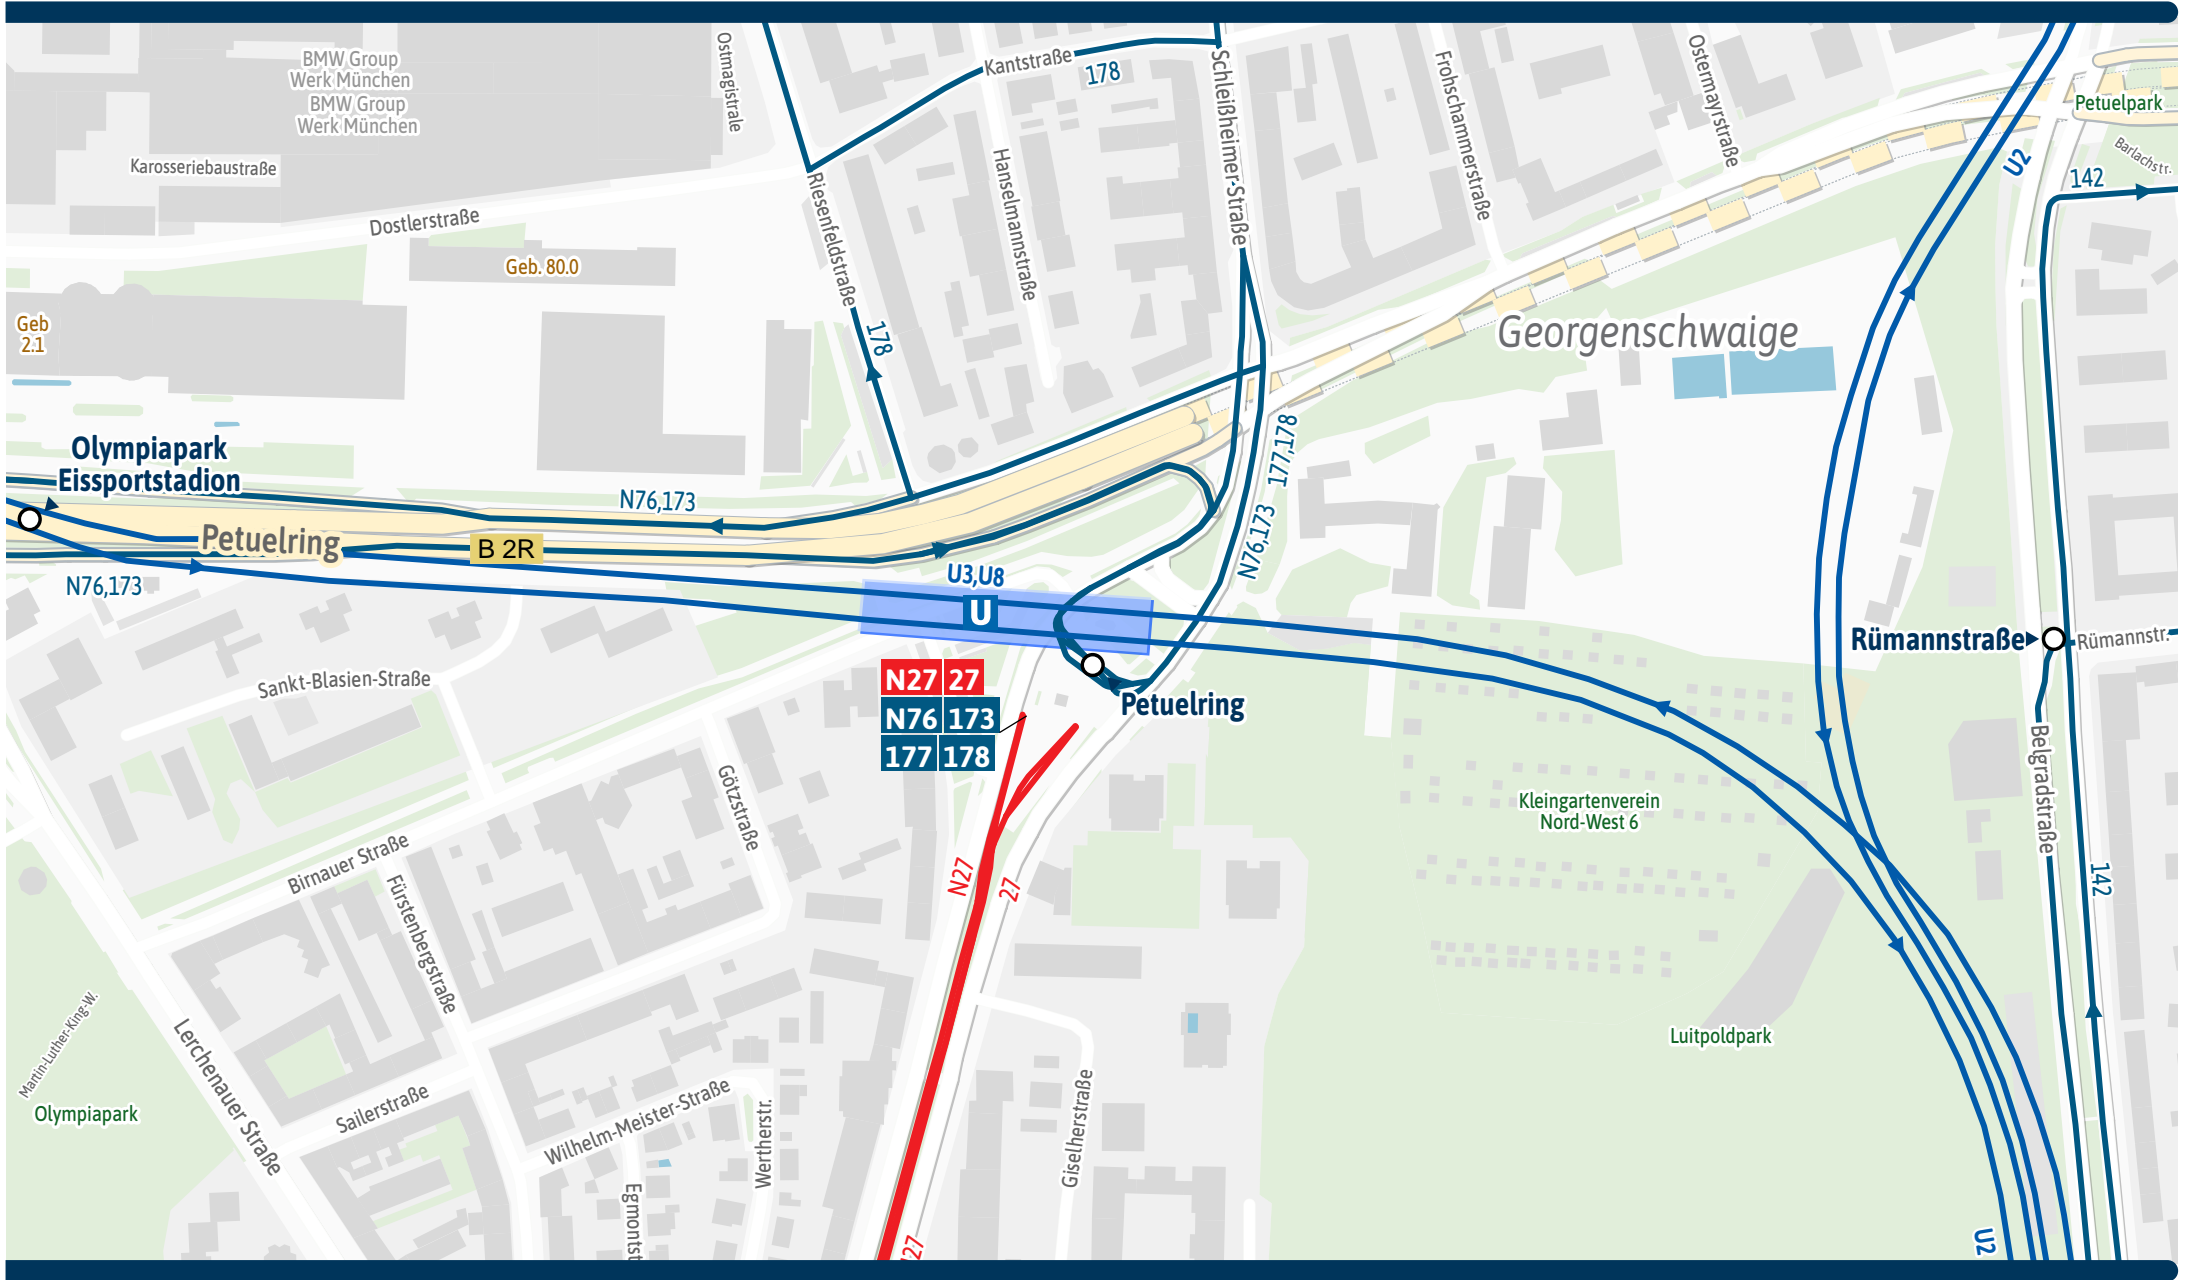 BMW Group
Werk München
BMW Group
Werk München
Karosseriebaustraße
Ostmagistrale
Dostlerstraße
Geb. 80.0
Geb
2.1
Kantstraße
178
Schleißheimer-Straße
Hanselmannstraße
Riesenfeldstraße
178
Frohschammerstraße
Ostermayrstraße
Georgenschwaige
U2
Petuelpark
Barlachstr.
142
Olympiapark
Eissportstadion
N76,173
Petuelring
B 2R
N76,173
U3,U8
U
177,178
N76,173
Rümannstraße
Rümannstr.
N27 27
N76 173
177 178
Petuelring
Sankt-Blasien-Straße
Götzstraße
Birnauer Straße
Fürstenbergstraße
N27
27
Kleingartenverein
Nord-West 6
Belgradstraße
142
Luitpoldpark
Martin-Luther-King-W.
Lerchenauer Straße
Olympiapark
Sailerstraße
Wilhelm-Meister-Straße
Wertherstr.
Egmontst
Giselherstraße
27
U2